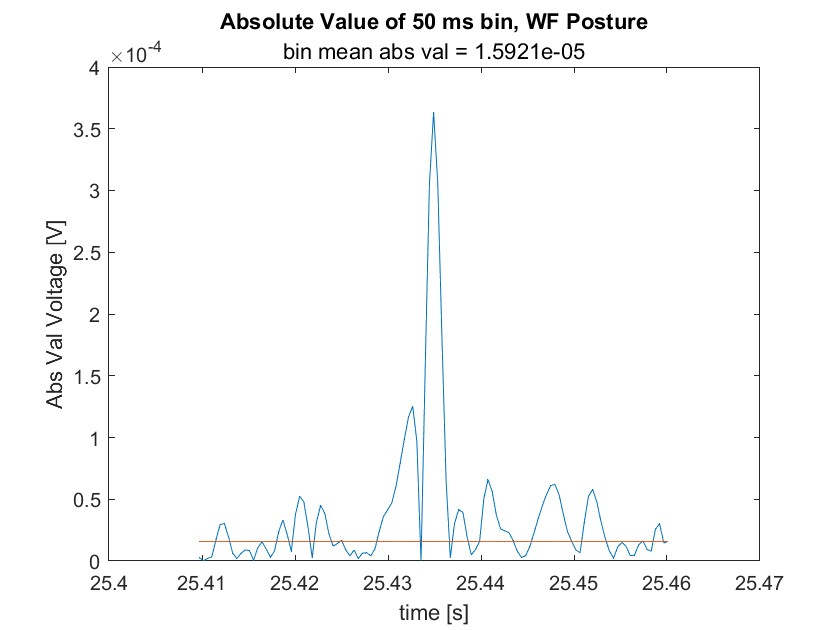 Absolute Value of 50 ms bin, WF Posture
bin mean abs val = 1.5921e-05
×10-4
4
3.5
3
2.5
2
1.5
1
0.5
0
Abs Val Voltage [V]
25.4 25.41 25.42 25.43 25.44 25.45 25.46 25.47
time [s]